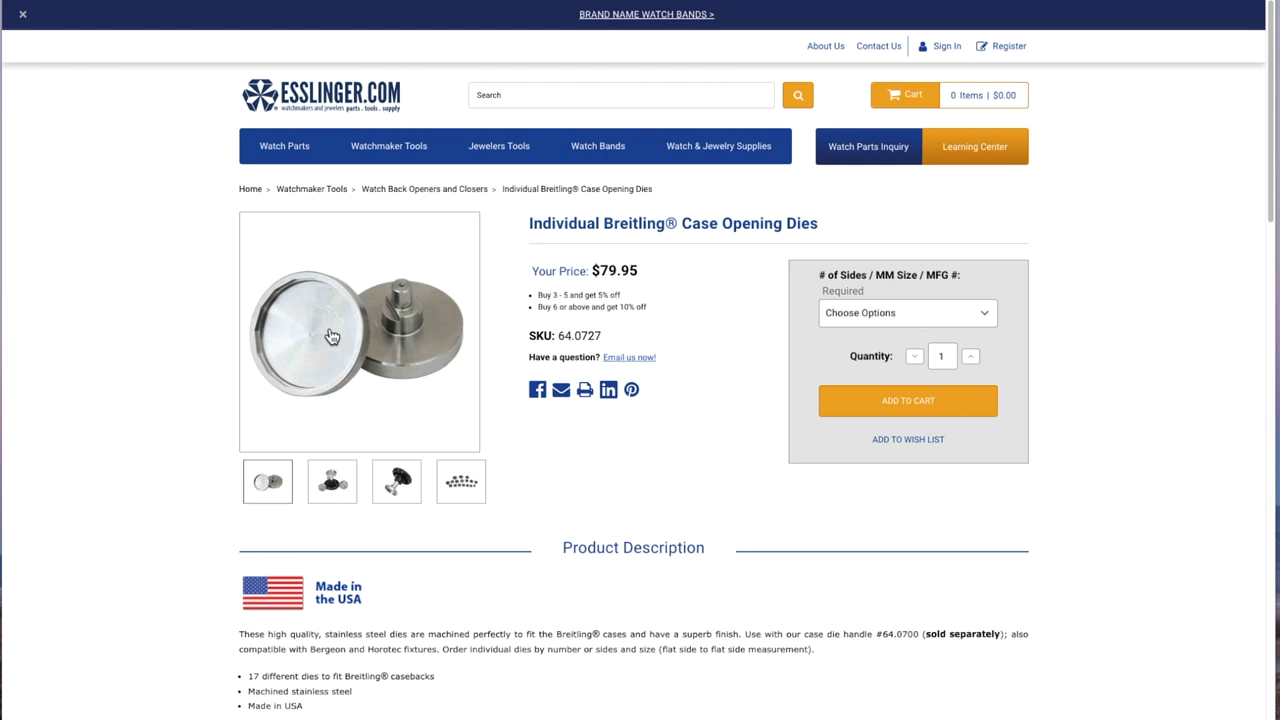 BRAND NAME WATCH BANDS >
About Us Contact Us Sign In Register
ESSLINGER.COM
watchmakers and jewelers parts . tools . supply
Search
Cart 0 Items | $0.00
Watch Parts Watchmaker Tools Jewelers Tools Watch Bands Watch & Jewelry Supplies Watch Parts Inquiry Learning Center
Home > Watchmaker Tools > Watch Back Openers and Closers > Individual Breitling® Case Opening Dies
Individual Breitling® Case Opening Dies
Your Price: $79.95
• Buy 3 - 5 and get 5% off
• Buy 6 or above and get 10% off
SKU: 64.0727
Have a question? Email us now!
# of Sides / MM Size / MFG #:
Required
Choose Options
Quantity: 1
ADD TO CART
ADD TO WISH LIST
Product Description
Made in
the USA
These high quality, stainless steel dies are machined perfectly to fit the Breitling® cases and have a superb finish. Use with our case die handle #64.0700 (sold separately); also
compatible with Bergeon and Horotec fixtures. Order individual dies by number or sides and size (flat side to flat side measurement).
• 17 different dies to fit Breitling® casebacks
• Machined stainless steel
• Made in USA